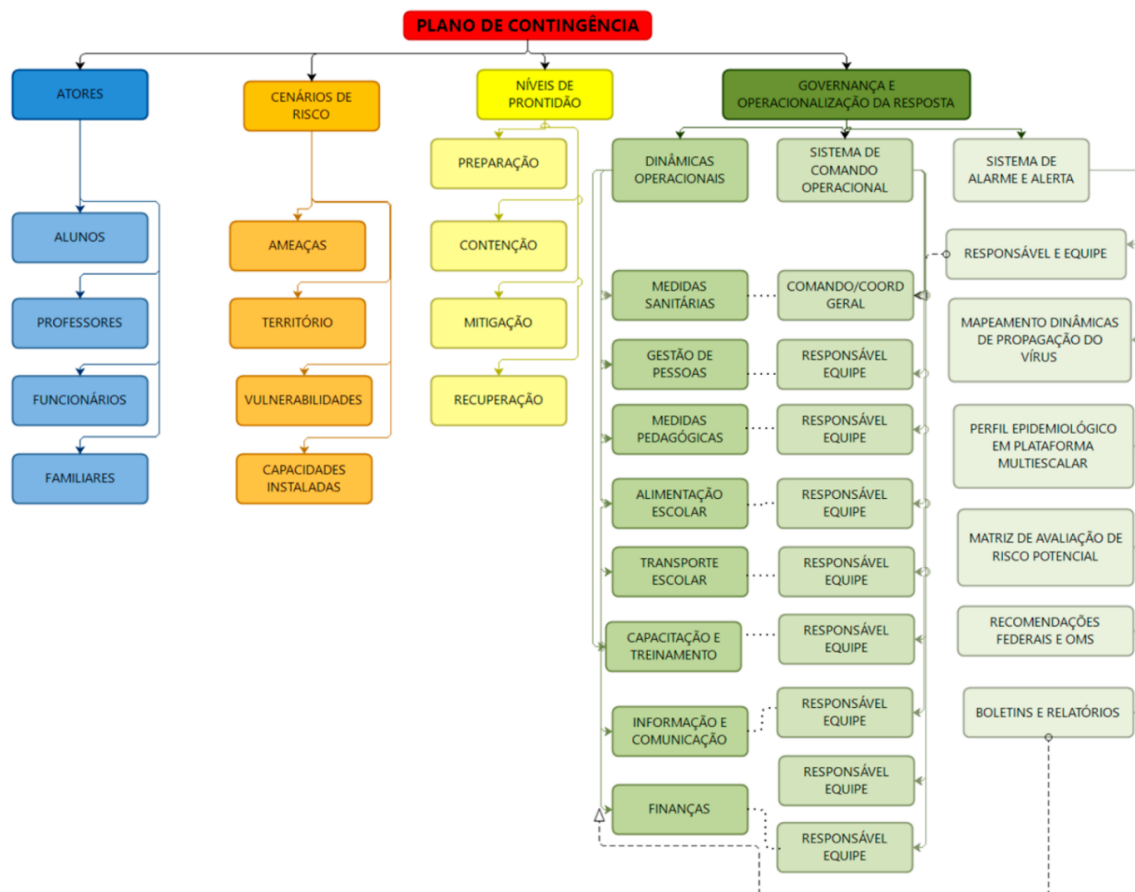 PLANO DE CONTINGÊNCIA
ATORES
ALUNOS
PROFESSORES
FUNCIONÁRIOS
FAMILIARES
CENÁRIOS DE
RISCO
AMEAÇAS
TERRITÓRIO
VULNERABILIDADES
CAPACIDADES
INSTALADAS
NÍVEIS DE
PRONTIDÃO
PREPARAÇÃO
CONTENÇÃO
MITIGAÇÃO
RECUPERAÇÃO
GOVERNANÇA E
OPERACIONALIZAÇÃO DA RESPOSTA
DINÂMICAS
OPERACIONAIS
MEDIDAS
SANITÁRIAS
GESTÃO DE
PESSOAS
MEDIDAS
PEDAGÓGICAS
ALIMENTAÇÃO
ESCOLAR
TRANSPORTE
ESCOLAR
CAPACITAÇÃO E
TREINAMENTO
INFORMAÇÃO E
COMUNICAÇÃO
FINANÇAS
SISTEMA DE
COMANDO
OPERACIONAL
COMANDO/COORD
GERAL
RESPONSÁVEL
EQUIPE
RESPONSÁVEL
EQUIPE
RESPONSÁVEL
EQUIPE
RESPONSÁVEL
EQUIPE
RESPONSÁVEL
EQUIPE
RESPONSÁVEL
EQUIPE
RESPONSÁVEL
EQUIPE
RESPONSÁVEL
EQUIPE
SISTEMA DE
ALARME E ALERTA
RESPONSÁVEL E EQUIPE
MAPEAMENTO DINÂMICAS
DE PROPAGAÇÃO DO
VÍRUS
PERFIL EPIDEMIOLÓGICO
EM PLATAFORMA
MULTIESCALAR
MATRIZ DE AVALIAÇÃO DE
RISCO POTENCIAL
RECOMENDAÇÕES
FEDERAIS E OMS
BOLETINS E RELATÓRIOS